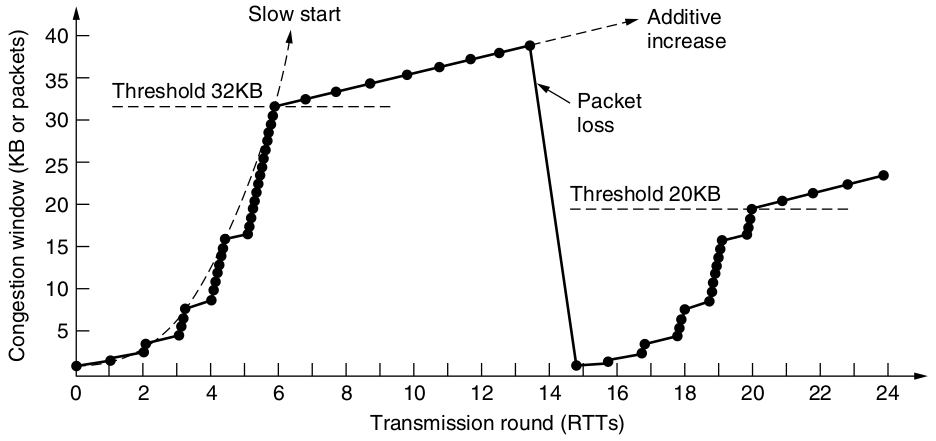 Slow start
Additive
increase
40
Congestion window (KB or packets)
Threshold 32KB
35
Packet
loss
30
25
Threshold 20KB
20
15
10
5
0 2 4 6 8 10 12 14 16 18 20 22 24
Transmission round (RTTs)